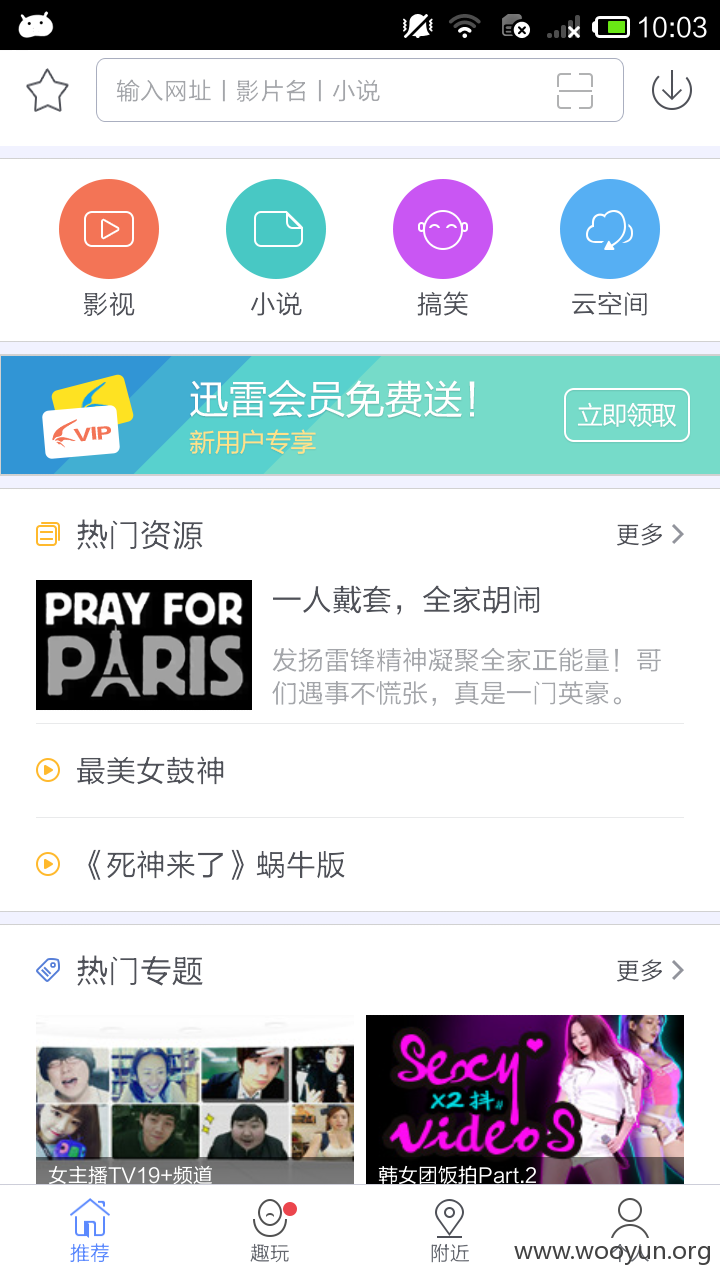 10:03
输入网址丨影片名丨小说
影视
小说
搞笑
云空间
VIP
迅雷会员免费送!
新用户专享
立即领取
热门资源
更多
PRAY FOR
PARIS
一人戴套，全家胡闹
发扬雷锋精神凝聚全家正能量！哥
们遇事不慌张，真是一门英豪。
最美女鼓神
《死神来了》蜗牛版
热门专题
更多
Sexy
X2 抖
videos
女主播TV19+频道
韩女团饭拍Part.2
推荐
趣玩
附近
www.wooyun.org